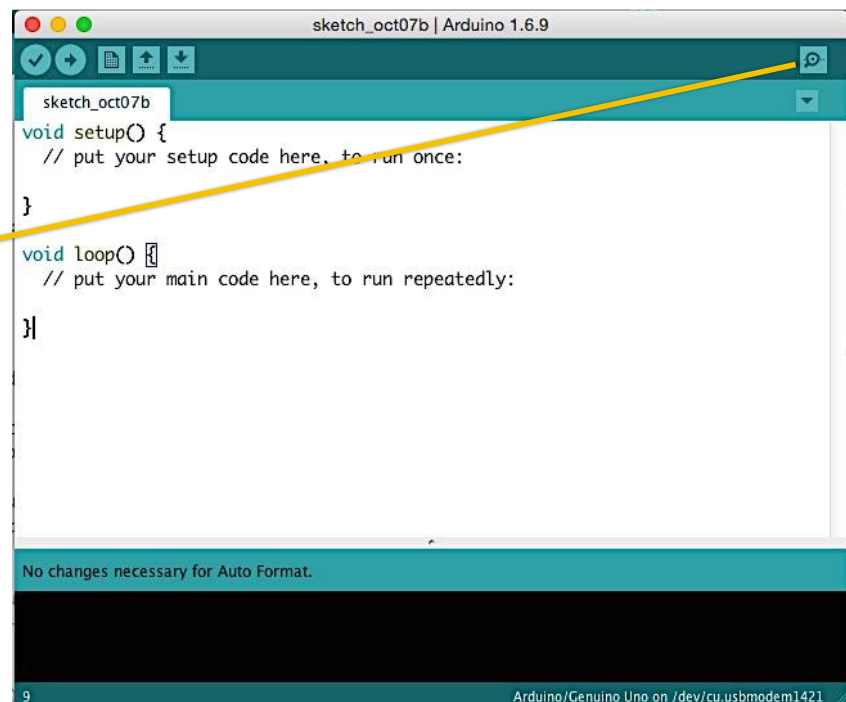 sketch_oct07b | Arduino 1.6.9
sketch_oct07b
void setup() {
  // put your setup code here, to run once:
}
void loop() {
  // put your main code here, to run repeatedly:
}
No changes necessary for Auto Format.
9 Arduino/Genuino Uno on /dev/cu.usbmodem1421